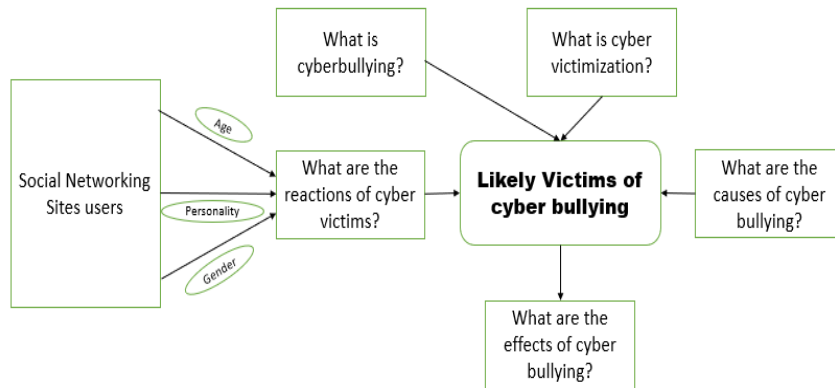 What is
cyberbullying?
What is cyber
victimization?
Age
Social Networking
Sites users
Personality
Gender
What are the
reactions of cyber
victims?
Likely Victims of
cyber bullying
What are the
causes of cyber
bullying?
What are the
effects of cyber
bullying?